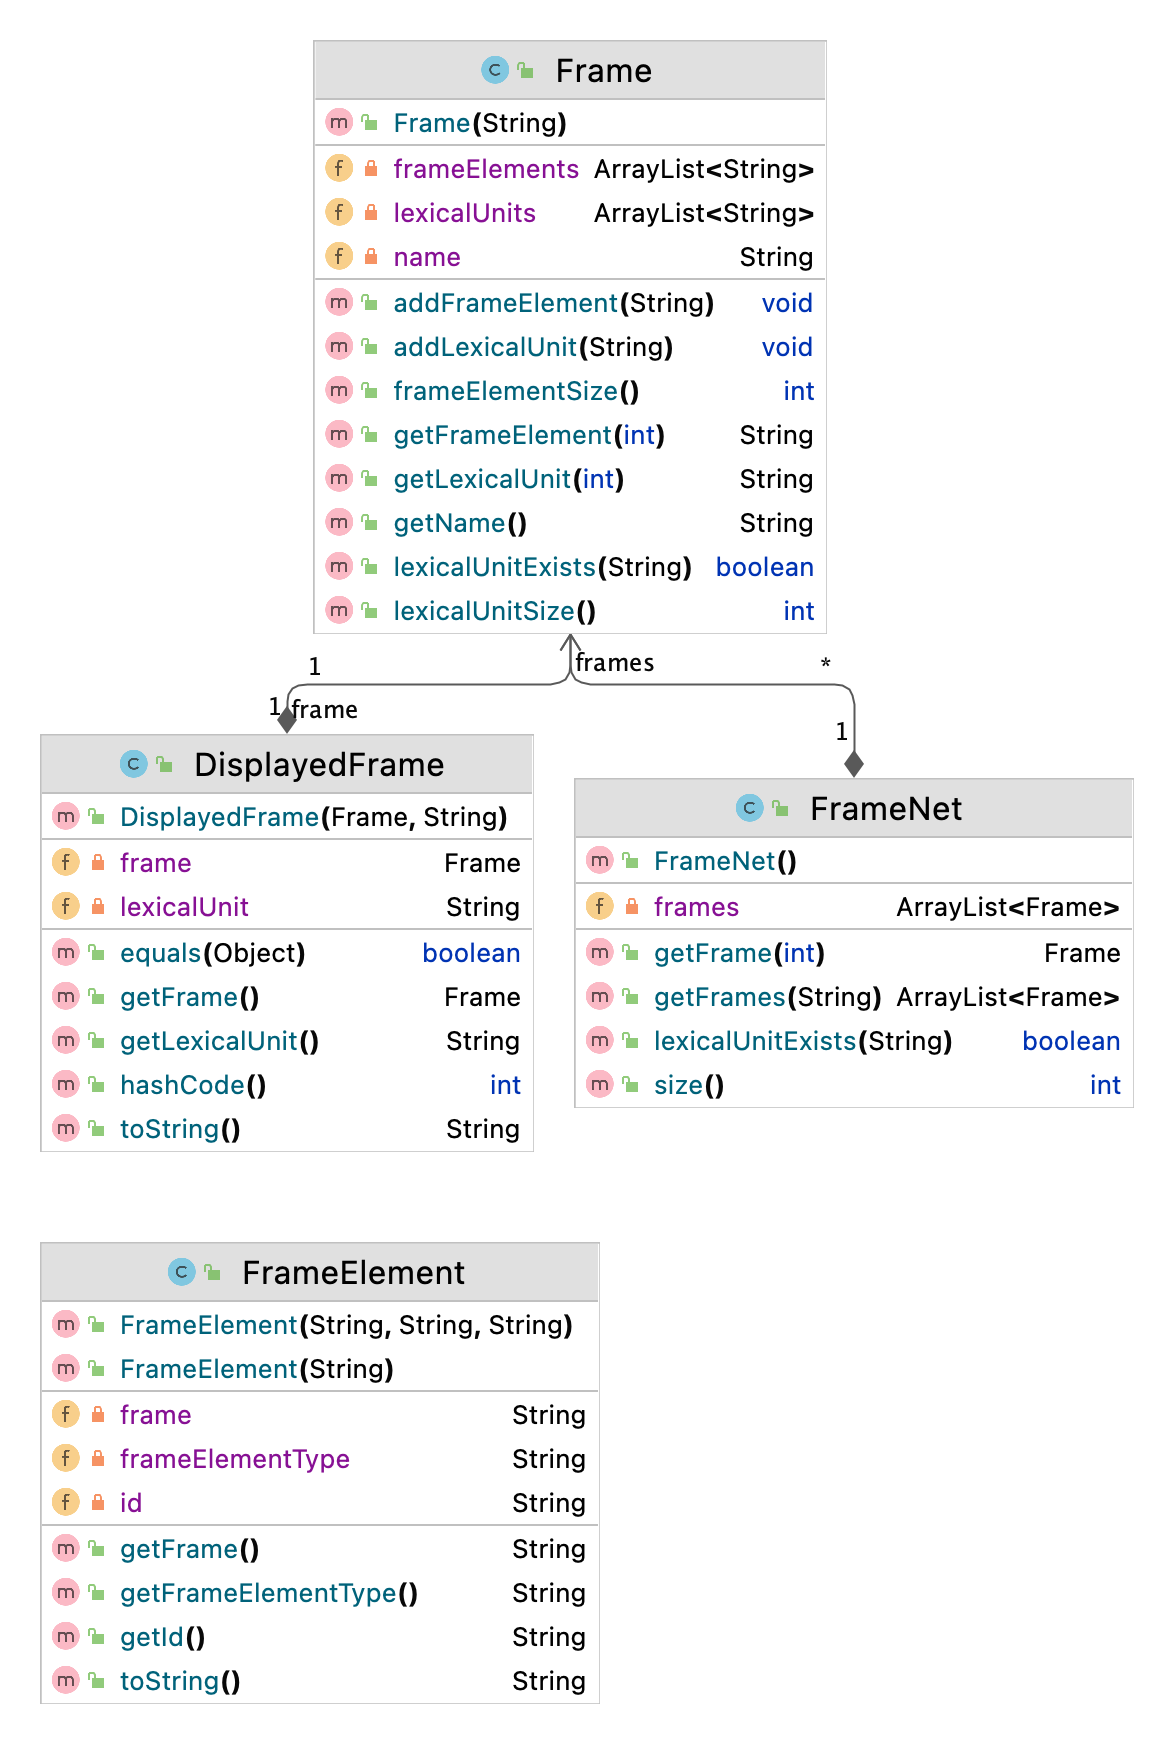 Frame
Frame(String)
frameElements ArrayList<String>
lexicalUnits ArrayList<String>
name String
addFrameElement(String) void
addLexicalUnit(String) void
frameElementSize() int
getFrameElement(int) String
getLexicalUnit(int) String
getName() String
lexicalUnitExists(String) boolean
lexicalUnitSize() int
1 frames *
1 frame 1
DisplayedFrame
DisplayedFrame(Frame, String)
frame Frame
lexicalUnit String
equals(Object) boolean
getFrame() Frame
getLexicalUnit() String
hashCode() int
toString() String
FrameNet
FrameNet()
frames ArrayList<Frame>
getFrame(int) Frame
getFrames(String) ArrayList<Frame>
lexicalUnitExists(String) boolean
size() int
FrameElement
FrameElement(String, String, String)
FrameElement(String)
frame String
frameElementType String
id String
getFrame() String
getFrameElementType() String
getId() String
toString() String